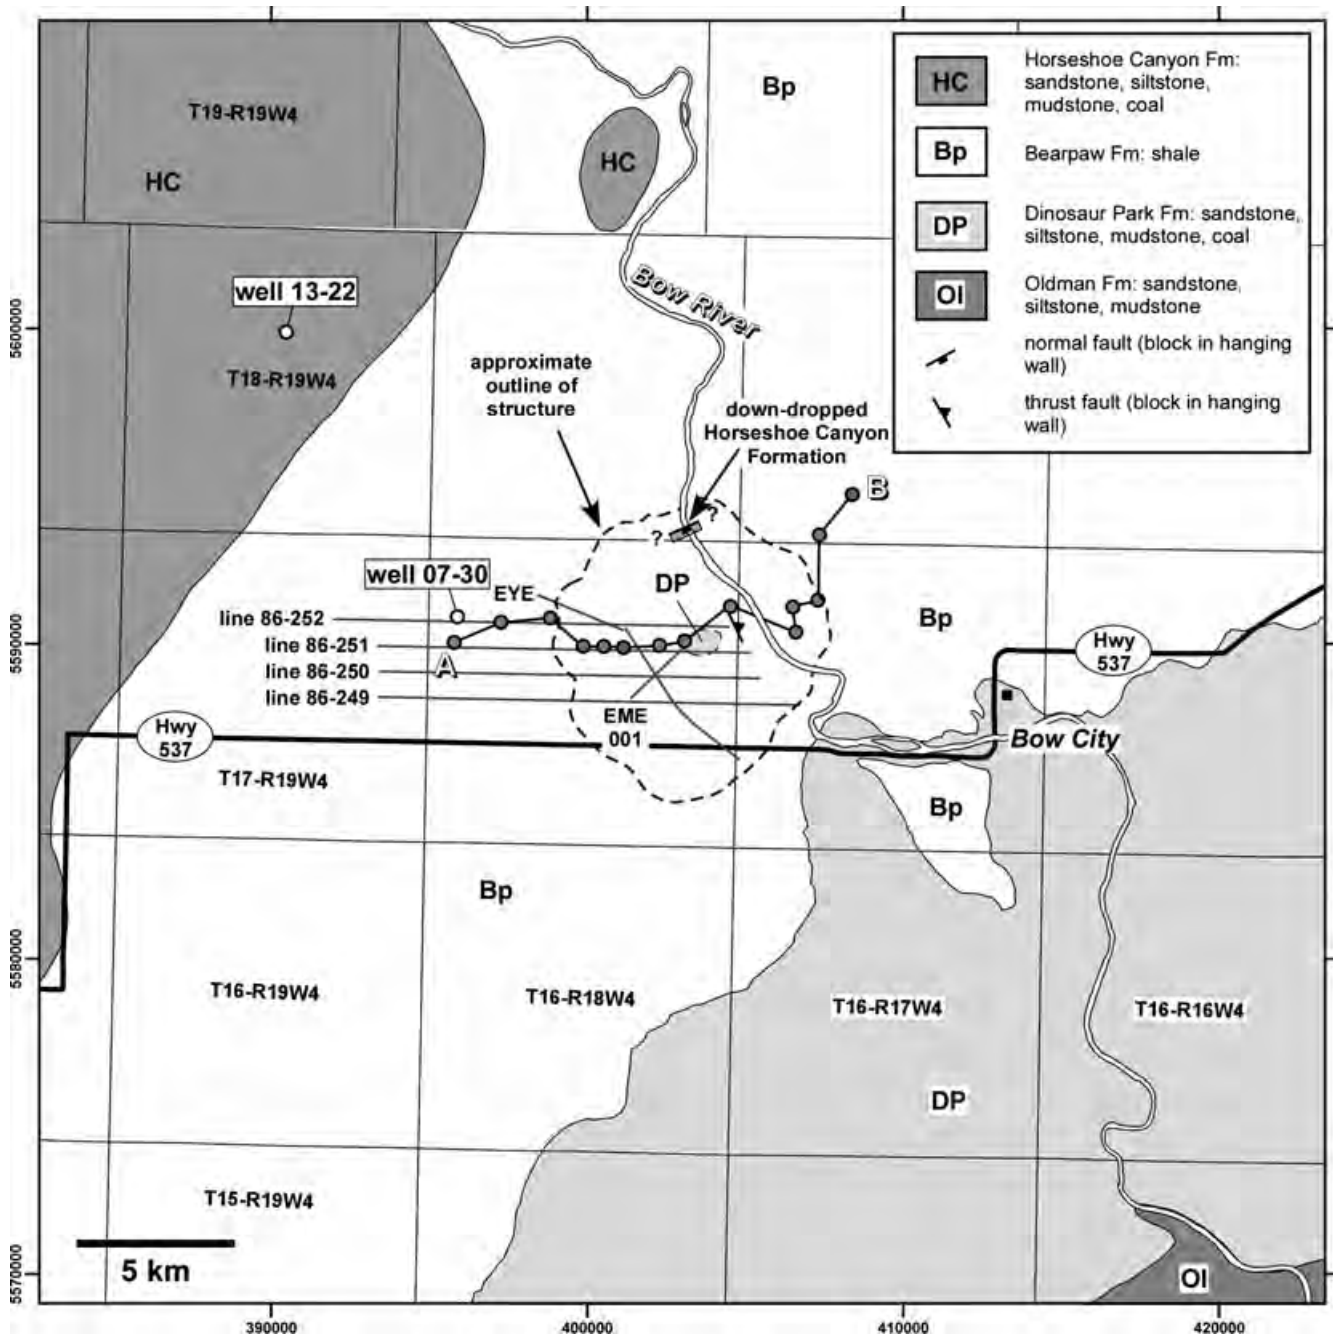 T19-R19W4
HC
HC
Bp
HC
Horseshoe Canyon Fm:
sandstone, siltstone,
mudstone, coal
Bp
Bearpaw Fm: shale
DP
Dinosaur Park Fm: sandstone,
siltstone, mudstone, coal
Ol
Oldman Fm: sandstone,
siltstone, mudstone
normal fault (block in hanging
wall)
thrust fault (block in hanging
wall)
well 13-22
T18-R19W4
Bow River
approximate
outline of
structure
down-dropped
Horseshoe Canyon
Formation
B
?
?
well 07-30
EYE
DP
line 86-252
line 86-251
line 86-250
line 86-249
A
EME
001
Bp
Hwy
537
Hwy
537
Bow City
T17-R19W4
Bp
Bp
T16-R19W4
T16-R18W4
T16-R17W4
T16-R16W4
DP
T15-R19W4
5 km
Ol
5600000
5590000
5580000
5570000
390000
400000
410000
420000